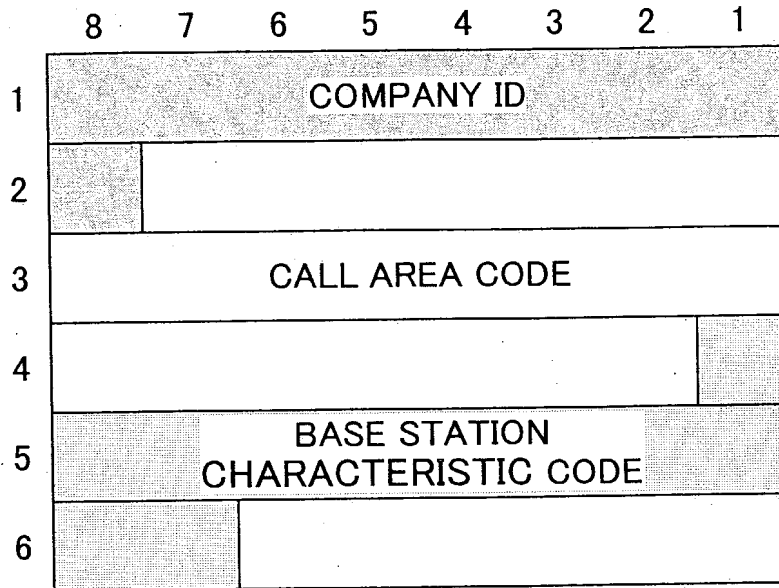 8 7 6 5 4 3 2 1
1 COMPANY ID
2
3 CALL AREA CODE
4
5 BASE STATION
CHARACTERISTIC CODE
6